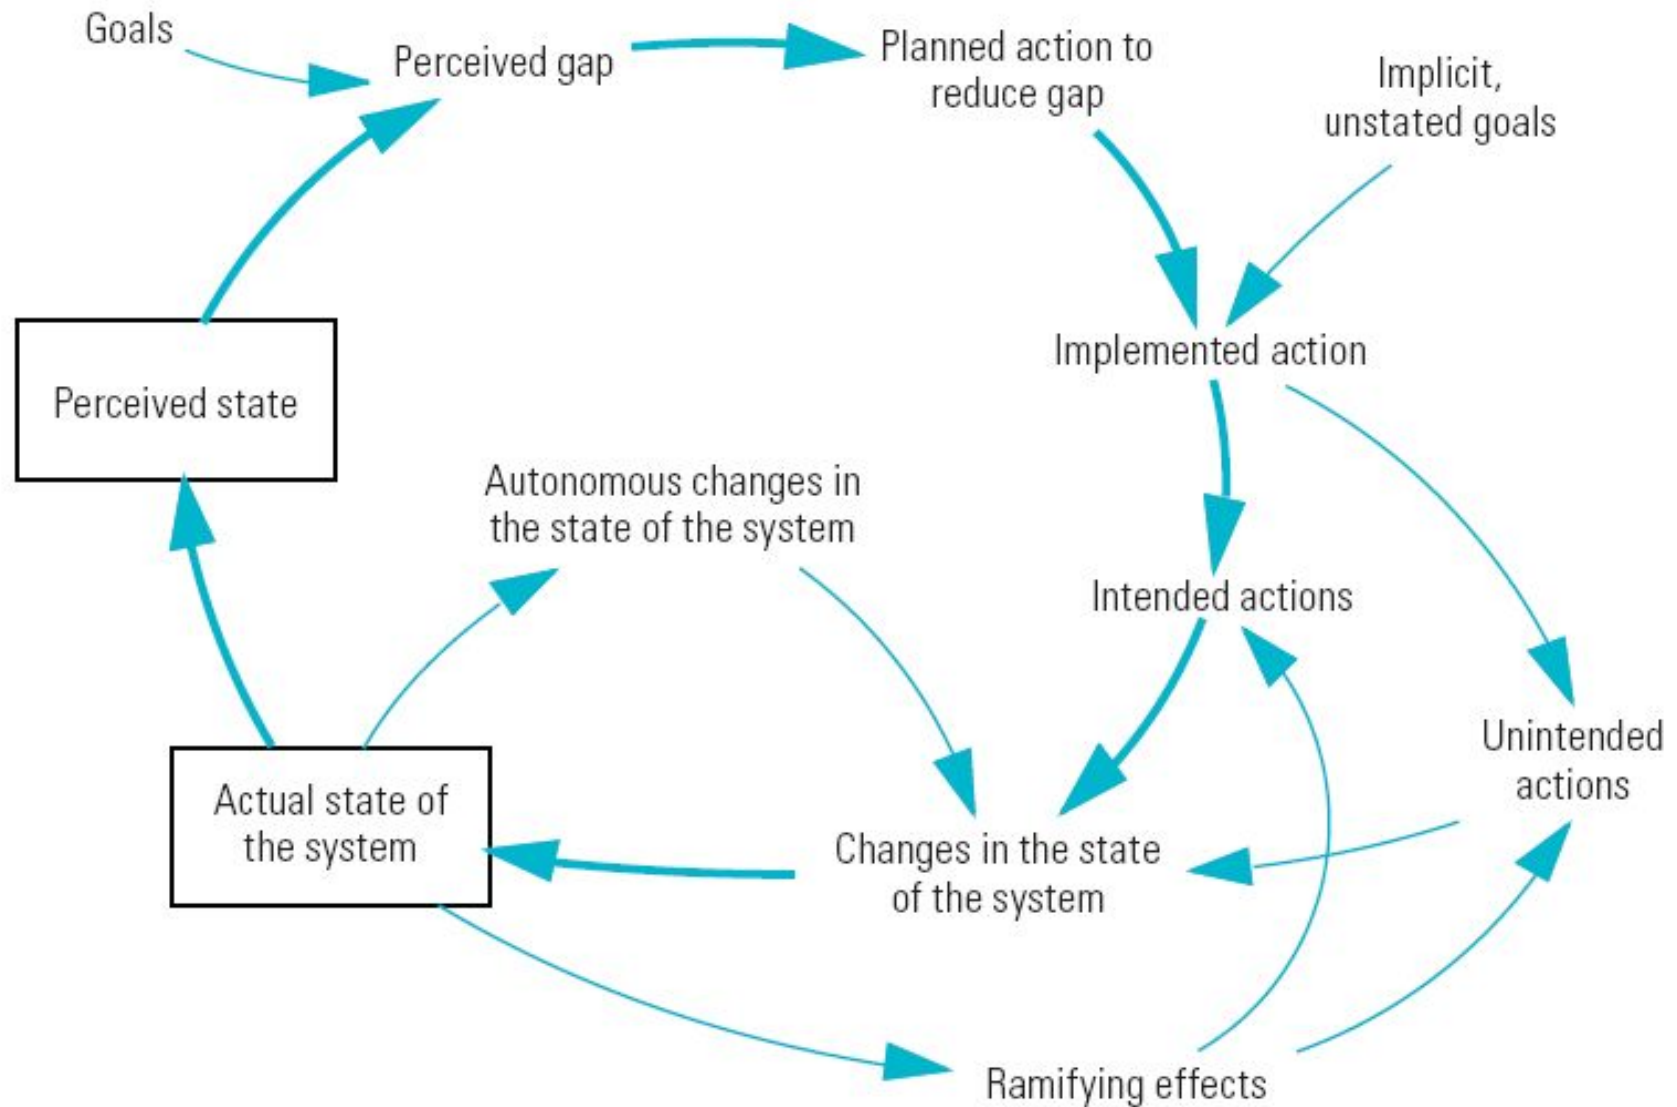 Goals
Perceived gap
Planned action to
reduce gap
Implicit,
unstated goals
Implemented action
Perceived state
Autonomous changes in
the state of the system
Intended actions
Unintended
actions
Actual state of
the system
Changes in the state
of the system
Ramifying effects